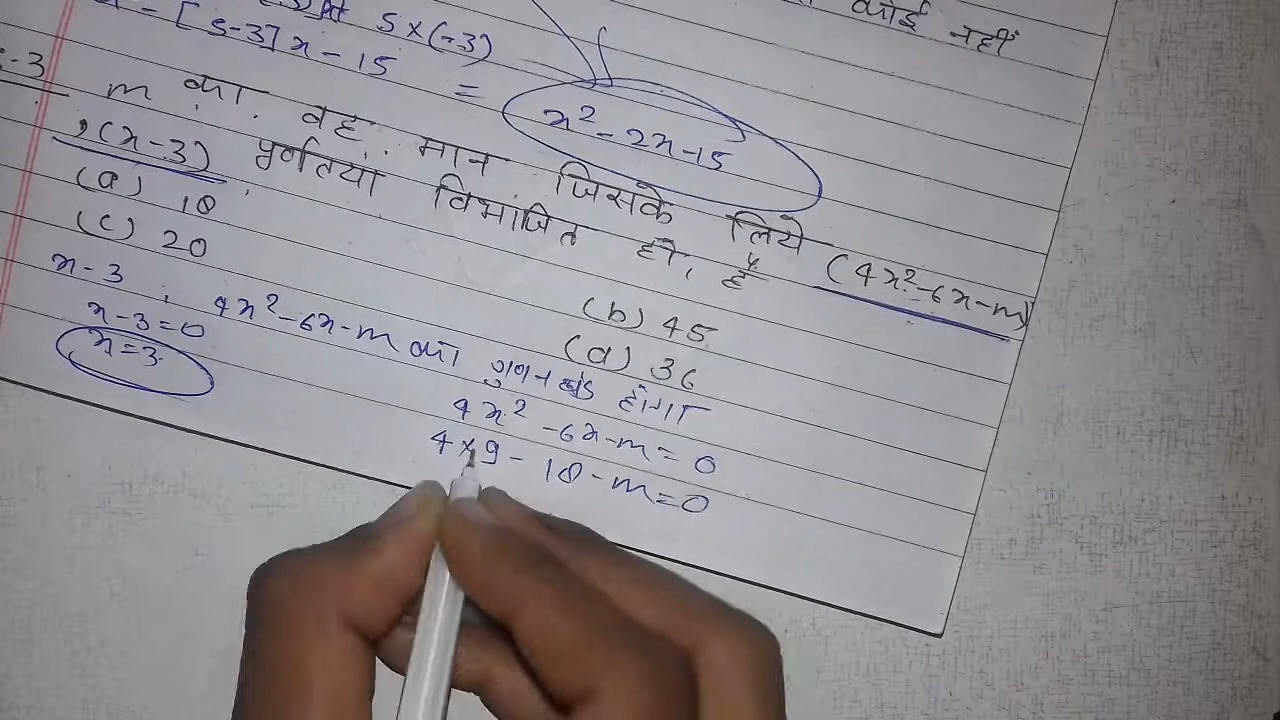 कोई नहीं
5×(-3)
- [5-3]x - 15 = x²-2x-15
:-3
m का वह मान जिसके लिये (4x²-6x-m)
,(x-3) पूर्णतया विभाजित हो, है
(a) 18
(b) 45
(c) 20
(d) 36
x-3, 4x²-6x-m का गुणनखंड होगा
x-3=0
x=3
4x²-6x-m=0
4×9-18-m=0